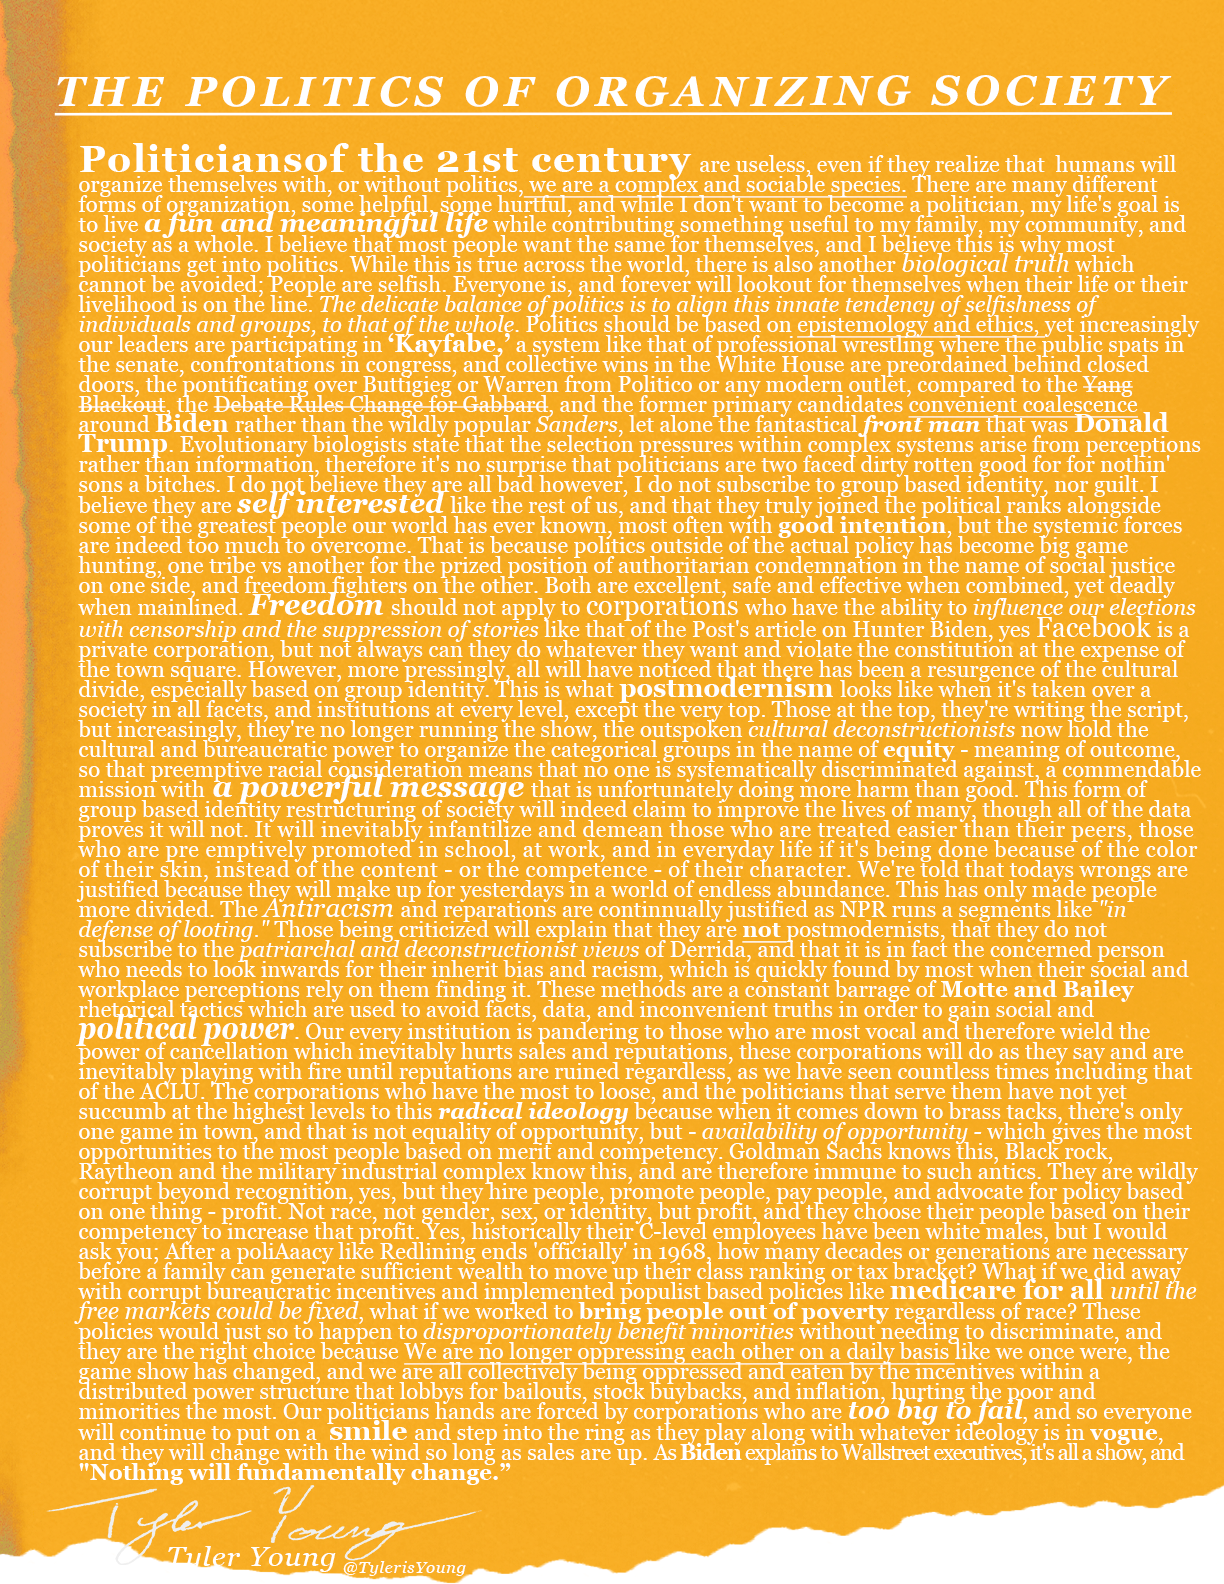 THE POLITICS OF ORGANIZING SOCIETY
Politiciansof the 21st century are useless, even if they realize that humans will
organize themselves with, or without politics, we are a complex and sociable species. There are many different
forms of organization, some helpful, some hurtful, and while I don't want to become a politician, my life's goal is
to live a fun and meaningful life while contributing something useful to my family, my community, and
society as a whole. I believe that most people want the same for themselves, and I believe this is why most
politicians get into politics. While this is true across the world, there is also another biological truth which
cannot be avoided; People are selfish. Everyone is, and forever will lookout for themselves when their life or their
livelihood is on the line. The delicate balance of politics is to align this innate tendency of selfishness of
individuals and groups, to that of the whole. Politics should be based on epistemology and ethics, yet increasingly
our leaders are participating in ‘Kayfabe,’ a system like that of professional wrestling where the public spats in
the senate, confrontations in congress, and collective wins in the White House are preordained behind closed
doors, the pontificating over Buttigieg or Warren from Politico or any modern outlet, compared to the Yang
Blackout, the Debate Rules Change for Gabbard, and the former primary candidates convenient coalescence
around Biden rather than the wildly popular Sanders, let alone the fantastical front man that was Donald
Trump. Evolutionary biologists state that the selection pressures within complex systems arise from perceptions
rather than information, therefore it's no surprise that politicians are two faced dirty rotten good for for nothin'
sons a bitches. I do not believe they are all bad however, I do not subscribe to group based identity, nor guilt. I
believe they are self interested like the rest of us, and that they truly joined the political ranks alongside
some of the greatest people our world has ever known, most often with good intention, but the systemic forces
are indeed too much to overcome. That is because politics outside of the actual policy has become big game
hunting, one tribe vs another for the prized position of authoritarian condemnation in the name of social justice
on one side, and freedom fighters on the other. Both are excellent, safe and effective when combined, yet deadly
when mainlined. Freedom should not apply to corporations who have the ability to influence our elections
with censorship and the suppression of stories like that of the Post's article on Hunter Biden, yes Facebook is a
private corporation, but not always can they do whatever they want and violate the constitution at the expense of
the town square. However, more pressingly, all will have noticed that there has been a resurgence of the cultural
divide, especially based on group identity. This is what postmodernism looks like when it's taken over a
society in all facets, and institutions at every level, except the very top. Those at the top, they're writing the script,
but increasingly, they're no longer running the show, the outspoken cultural deconstructionists now hold the
cultural and bureaucratic power to organize the categorical groups in the name of equity - meaning of outcome,
so that preemptive racial consideration means that no one is systematically discriminated against, a commendable
mission with a powerful message that is unfortunately doing more harm than good. This form of
group based identity restructuring of society will indeed claim to improve the lives of many, though all of the data
proves it will not. It will inevitably infantilize and demean those who are treated easier than their peers, those
who are pre emptively promoted in school, at work, and in everyday life if it's being done because of the color
of their skin, instead of the content - or the competence - of their character. We're told that todays wrongs are
justified because they will make up for yesterdays in a world of endless abundance. This has only made people
more divided. The Antiracism and reparations are continnually justified as NPR runs a segments like "in
defense of looting." Those being criticized will explain that they are not postmodernists, that they do not
subscribe to the patriarchal and deconstructionist views of Derrida, and that it is in fact the concerned person
who needs to look inwards for their inherit bias and racism, which is quickly found by most when their social and
workplace perceptions rely on them finding it. These methods are a constant barrage of Motte and Bailey
rhetorical tactics which are used to avoid facts, data, and inconvenient truths in order to gain social and
political power. Our every institution is pandering to those who are most vocal and therefore wield the
power of cancellation which inevitably hurts sales and reputations, these corporations will do as they say and are
inevitably playing with fire until reputations are ruined regardless, as we have seen countless times including that
of the ACLU. The corporations who have the most to loose, and the politicians that serve them have not yet
succumb at the highest levels to this radical ideology because when it comes down to brass tacks, there's only
one game in town, and that is not equality of opportunity, but - availability of opportunity - which gives the most
opportunities to the most people based on merit and competency. Goldman Sachs knows this, Black rock,
Raytheon and the military industrial complex know this, and are therefore immune to such antics. They are wildly
corrupt beyond recognition, yes, but they hire people, promote people, pay people, and advocate for policy based
on one thing - profit. Not race, not gender, sex, or identity, but profit, and they choose their people based on their
competency to increase that profit. Yes, historically their C-level employees have been white males, but I would
ask you; After a poliAaacy like Redlining ends 'officially' in 1968, how many decades or generations are necessary
before a family can generate sufficient wealth to move up their class ranking or tax bracket? What if we did away
with corrupt bureaucratic incentives and implemented populist based policies like medicare for all until the
free markets could be fixed, what if we worked to bring people out of poverty regardless of race? These
policies would just so to happen to disproportionately benefit minorities without needing to discriminate, and
they are the right choice because We are no longer oppressing each other on a daily basis like we once were, the
game show has changed, and we are all collectively being oppressed and eaten by the incentives within a
distributed power structure that lobbys for bailouts, stock buybacks, and inflation, hurting the poor and
minorities the most. Our politicians hands are forced by corporations who are too big to fail, and so everyone
will continue to put on a smile and step into the ring as they play along with whatever ideology is in vogue,
and they will change with the wind so long as sales are up. As Biden explains to Wallstreet executives, it's all a show, and
"Nothing will fundamentally change.”
Tyler Young
Tyler Young @TylerisYoung